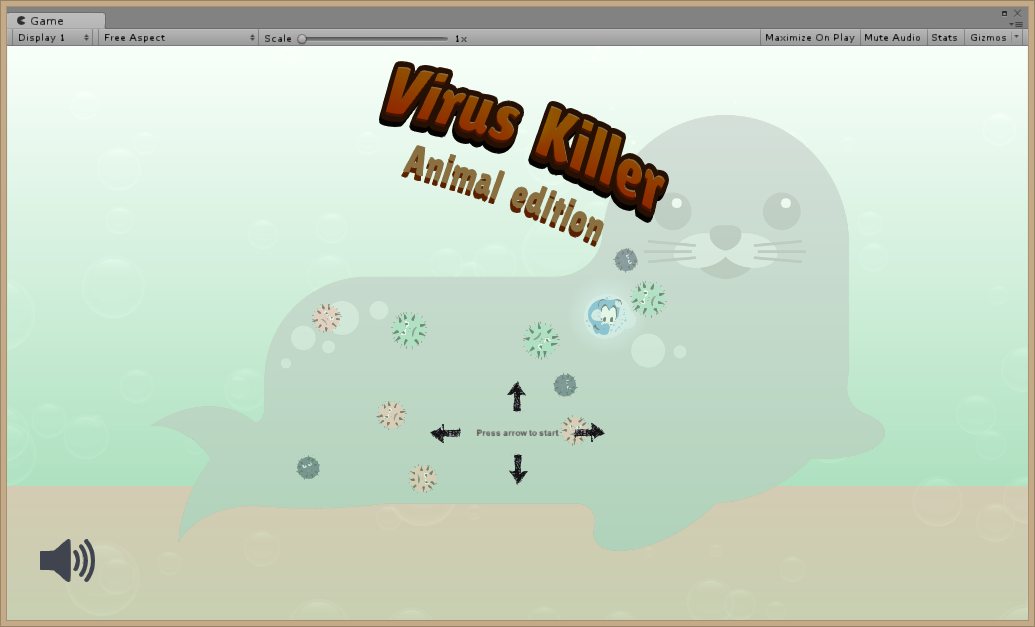 Game
Display 1 Free Aspect Scale 1x Maximize On Play Mute Audio Stats Gizmos
Virus Killer
Animal edition
Press arrow to start